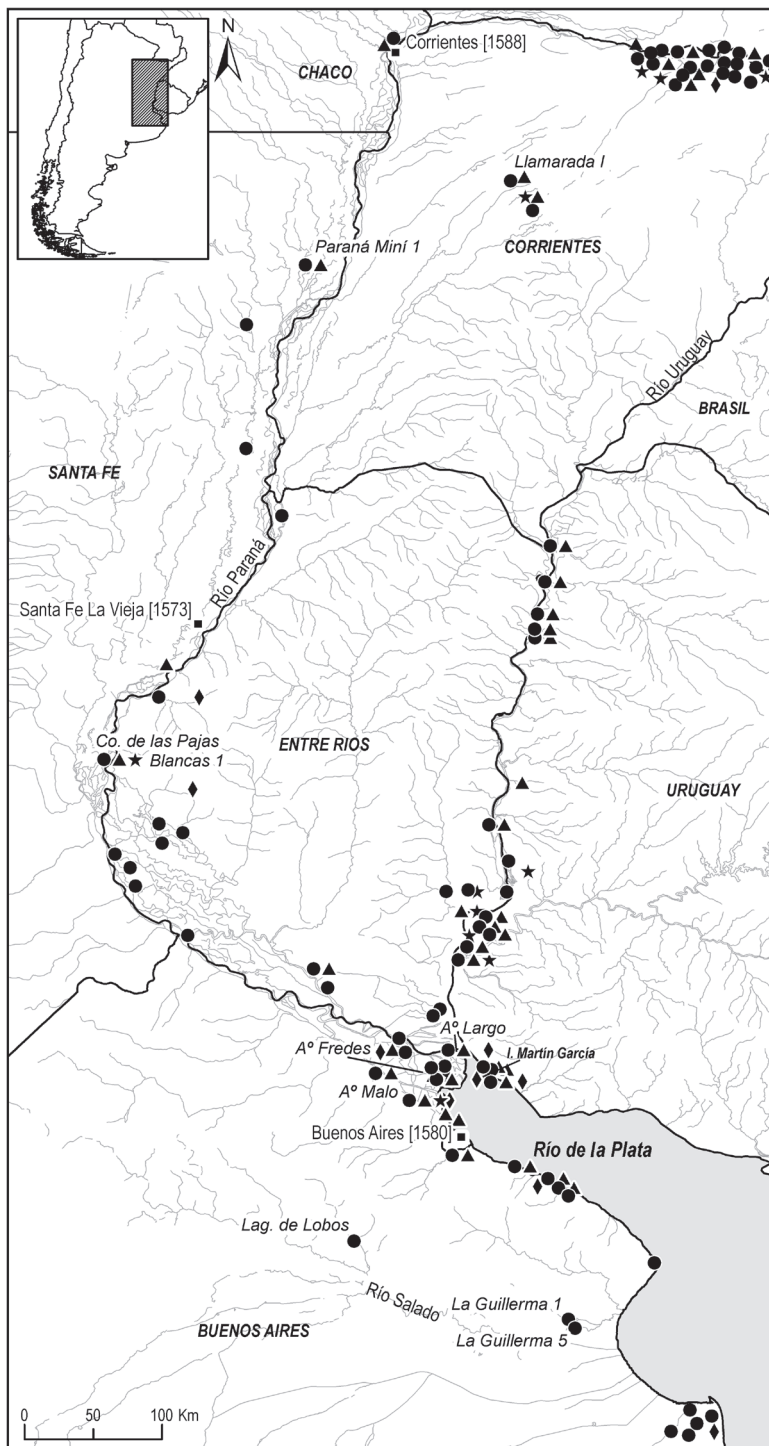 N
Corrientes [1588]
CHACO
Llamarada I
CORRIENTES
Paraná Miní 1
Río Uruguay
BRASIL
SANTA FE
Río Paraná
Santa Fe La Vieja [1573]
Co. de las Pajas
Blancas 1
ENTRE RIOS
URUGUAY
Aº Largo
Aº Fredes
I. Martín García
Aº Malo
Buenos Aires [1580]
Río de la Plata
Lag. de Lobos
Río Salado
La Guillerma 1
La Guillerma 5
BUENOS AIRES
0 50 100 Km